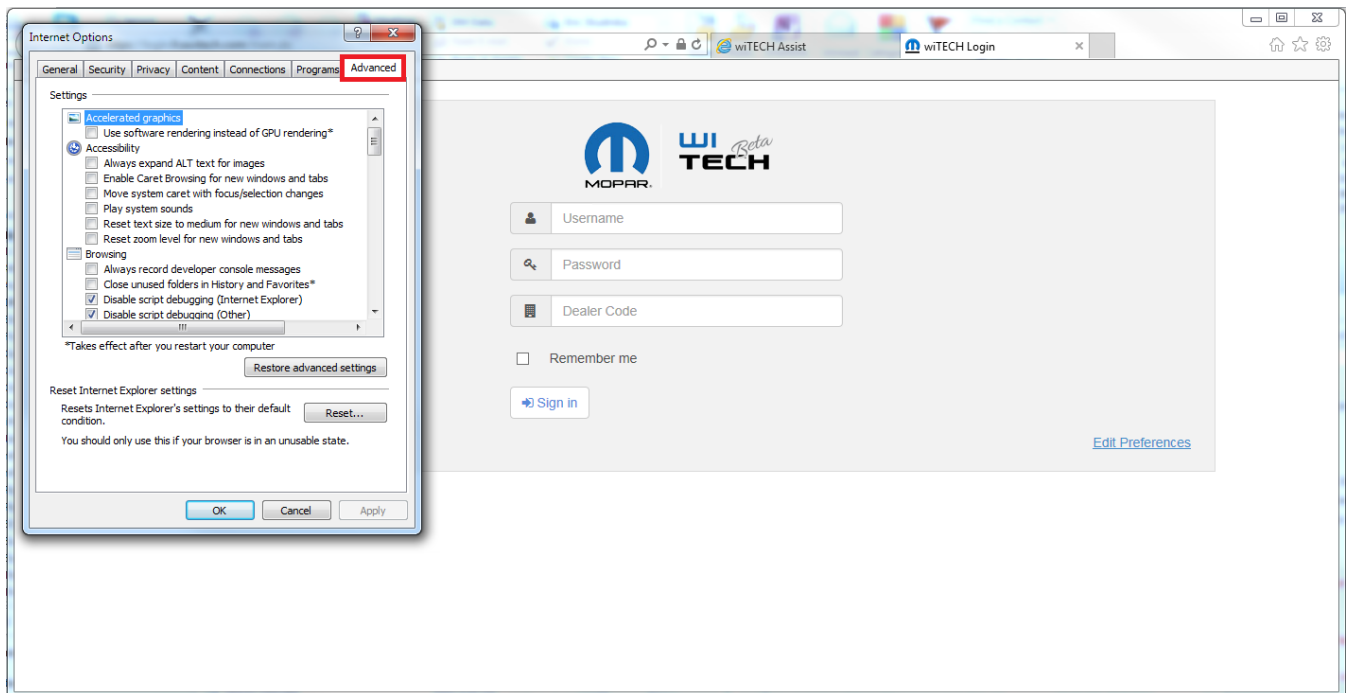 Internet Options
General Security Privacy Content Connections Programs Advanced
Settings
Accelerated graphics
Use software rendering instead of GPU rendering*
Accessibility
Always expand ALT text for images
Enable Caret Browsing for new windows and tabs
Move system caret with focus/selection changes
Play system sounds
Reset text size to medium for new windows and tabs
Reset zoom level for new windows and tabs
Browsing
Always record developer console messages
Close unused folders in History and Favorites*
Disable script debugging (Internet Explorer)
Disable script debugging (Other)
*Takes effect after you restart your computer
Restore advanced settings
Reset Internet Explorer settings
Resets Internet Explorer's settings to their default
condition.
Reset...
You should only use this if your browser is in an unusable state.
OK Cancel Apply
wiTECH Assist
wiTECH Login
MOPAR.
WI
TECH
Beta
Username
Password
Dealer Code
Remember me
Sign in
Edit Preferences